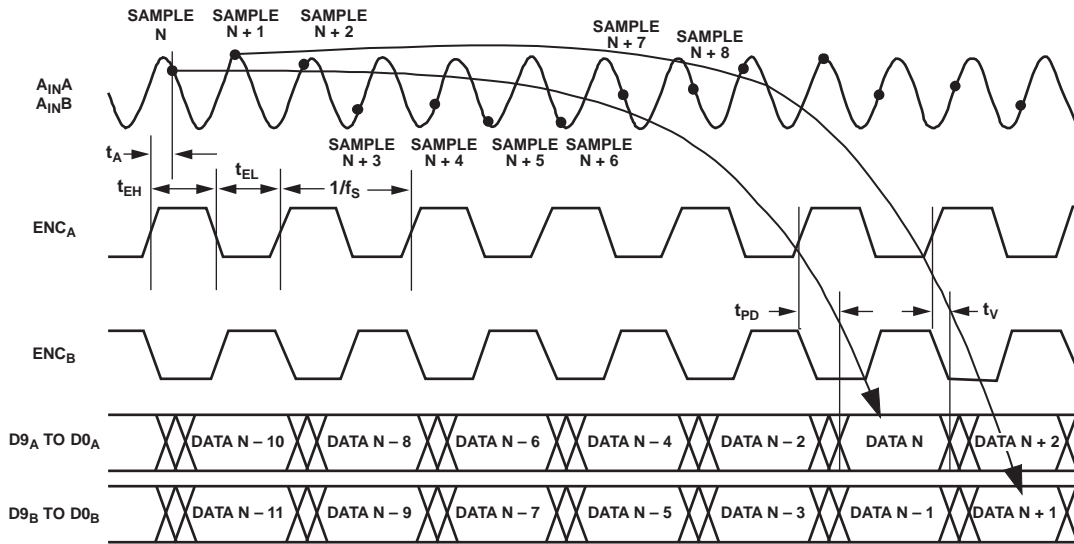 SAMPLE
N
SAMPLE
N + 1
SAMPLE
N + 2
SAMPLE
N + 7
SAMPLE
N + 8
AINA
AINB
SAMPLE
N + 3
SAMPLE
N + 4
SAMPLE
N + 5
SAMPLE
N + 6
tA
tEH
tEL
1/fS
ENCA
tPD
tV
ENCB
D9A TO D0A
DATA N – 10
DATA N – 8
DATA N – 6
DATA N – 4
DATA N – 2
DATA N
DATA N + 2
D9B TO D0B
DATA N – 11
DATA N – 9
DATA N – 7
DATA N – 5
DATA N – 3
DATA N – 1
DATA N + 1